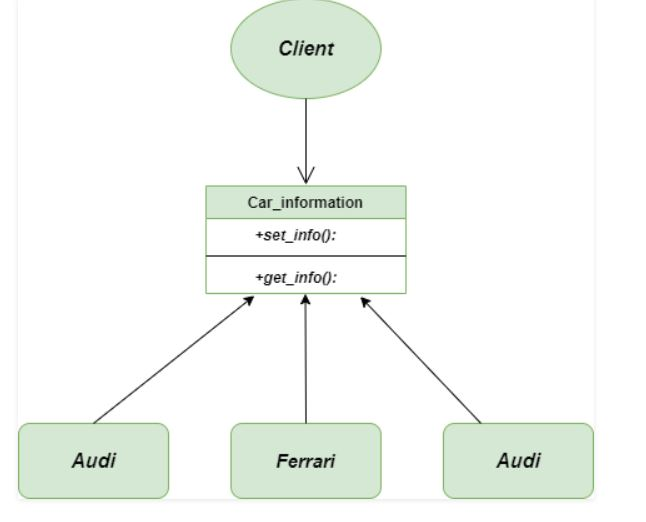 Client
Car_information
+set_info():
+get_info():
Audi
Ferrari
Audi